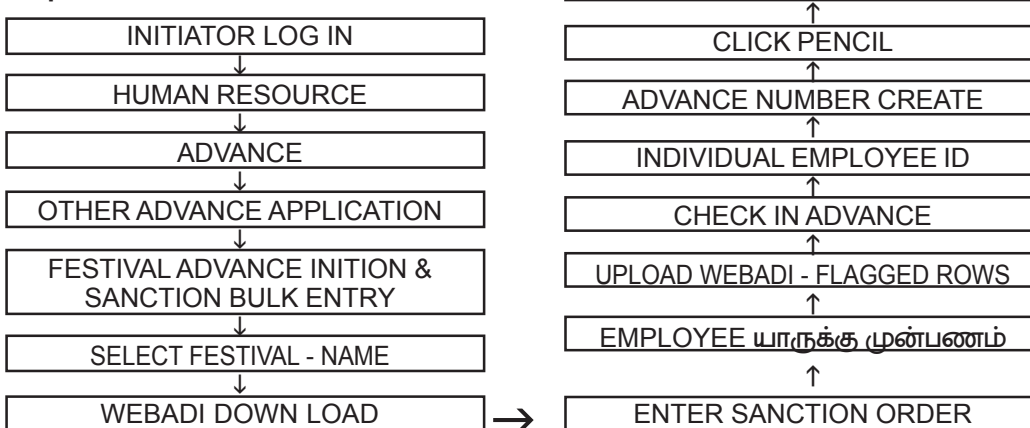 INITIATOR LOG IN
HUMAN RESOURCE
ADVANCE
OTHER ADVANCE APPLICATION
FESTIVAL ADVANCE INITION &
SANCTION BULK ENTRY
SELECT FESTIVAL - NAME
WEBADI DOWN LOAD
CLICK PENCIL
ADVANCE NUMBER CREATE
INDIVIDUAL EMPLOYEE ID
CHECK IN ADVANCE
UPLOAD WEBADI - FLAGGED ROWS
EMPLOYEE யாருக்கு முன்பணம்
ENTER SANCTION ORDER